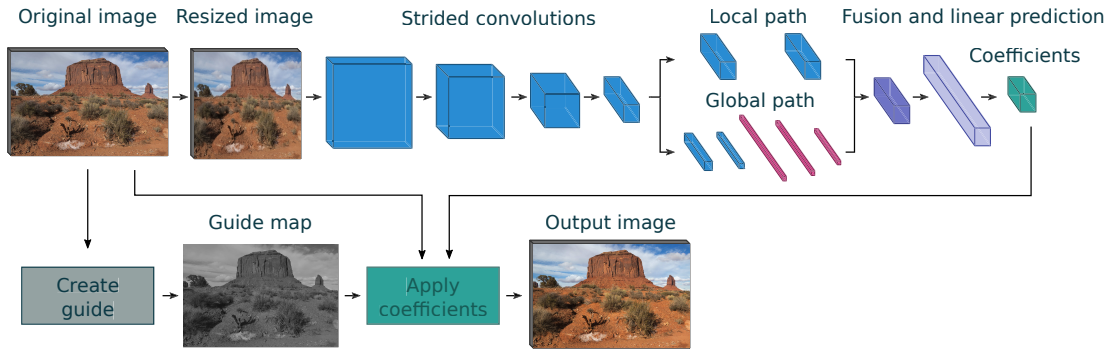 Original image
Resized image
Strided convolutions
Local path
Fusion and linear prediction
Coefficients
Global path
Guide map
Output image
Create
guide
Apply
coefficients